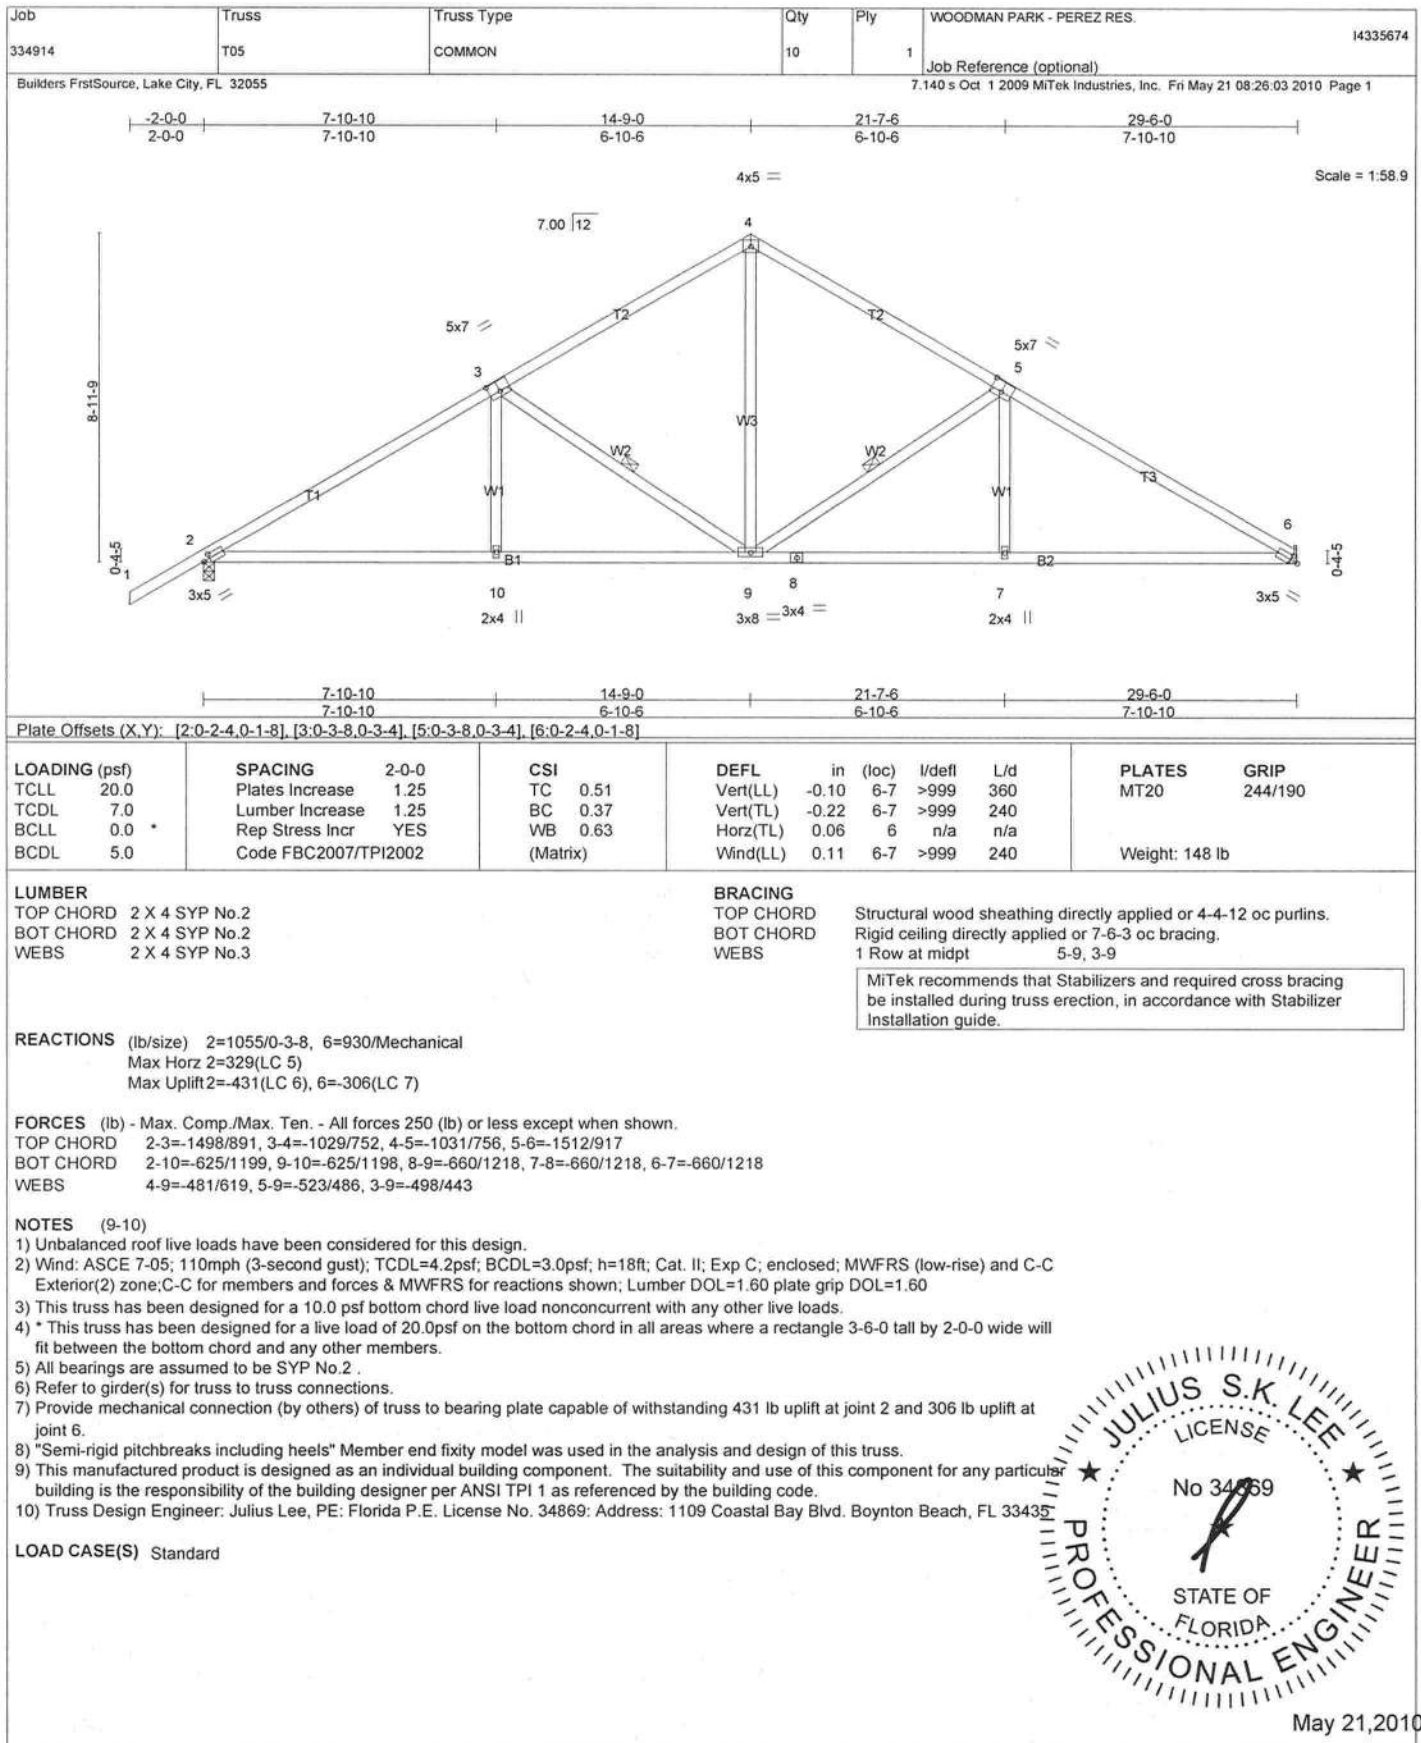 Job Truss Truss Type Qty Ply WOODMAN PARK - PEREZ RES.
I4335674
334914 T05 COMMON 10 1
Job Reference (optional)
Builders FrstSource, Lake City, FL 32055 7.140 s Oct 1 2009 MiTek Industries, Inc. Fri May 21 08:26:03 2010 Page 1
-2-0-0 7-10-10 14-9-0 21-7-6 29-6-0
2-0-0 7-10-10 6-10-6 6-10-6 7-10-10
4x5 = Scale = 1:58.9
7.00 12 4
T2 T2
5x7 5x7
3 5
8-11-9
W3
W2 W2
T1 W1 W1 T3
2 6
0-4-5 0-4-5
1 B1 B2
3x5 10 9 8 7 3x5
2x4 || 3x8 = 3x4 = 2x4 ||
7-10-10 14-9-0 21-7-6 29-6-0
7-10-10 6-10-6 6-10-6 7-10-10
Plate Offsets (X,Y): [2:0-2-4,0-1-8], [3:0-3-8,0-3-4], [5:0-3-8,0-3-4], [6:0-2-4,0-1-8]
LOADING (psf) SPACING 2-0-0 CSI DEFL in (loc) l/defl L/d PLATES GRIP
TCLL 20.0 Plates Increase 1.25 TC 0.51 Vert(LL) -0.10 6-7 >999 360 MT20 244/190
TCDL 7.0 Lumber Increase 1.25 BC 0.37 Vert(TL) -0.22 6-7 >999 240
BCLL 0.0 * Rep Stress Incr YES WB 0.63 Horz(TL) 0.06 6 n/a n/a
BCDL 5.0 Code FBC2007/TPI2002 (Matrix) Wind(LL) 0.11 6-7 >999 240 Weight: 148 lb
LUMBER
TOP CHORD 2 X 4 SYP No.2
BOT CHORD 2 X 4 SYP No.2
WEBS 2 X 4 SYP No.3
BRACING
TOP CHORD Structural wood sheathing directly applied or 4-4-12 oc purlins.
BOT CHORD Rigid ceiling directly applied or 7-6-3 oc bracing.
WEBS 1 Row at midpt 5-9, 3-9
MiTek recommends that Stabilizers and required cross bracing
be installed during truss erection, in accordance with Stabilizer
Installation guide.
REACTIONS (lb/size) 2=1055/0-3-8, 6=930/Mechanical
Max Horz 2=329(LC 5)
Max Uplift 2=-431(LC 6), 6=-306(LC 7)
FORCES (lb) - Max. Comp./Max. Ten. - All forces 250 (lb) or less except when shown.
TOP CHORD 2-3=-1498/891, 3-4=-1029/752, 4-5=-1031/756, 5-6=-1512/917
BOT CHORD 2-10=-625/1199, 9-10=-625/1198, 8-9=-660/1218, 7-8=-660/1218, 6-7=-660/1218
WEBS 4-9=-481/619, 5-9=-523/486, 3-9=-498/443
NOTES (9-10)
1) Unbalanced roof live loads have been considered for this design.
2) Wind: ASCE 7-05; 110mph (3-second gust); TCDL=4.2psf; BCDL=3.0psf; h=18ft; Cat. II; Exp C; enclosed; MWFRS (low-rise) and C-C
Exterior(2) zone;C-C for members and forces & MWFRS for reactions shown; Lumber DOL=1.60 plate grip DOL=1.60
3) This truss has been designed for a 10.0 psf bottom chord live load nonconcurrent with any other live loads.
4) * This truss has been designed for a live load of 20.0psf on the bottom chord in all areas where a rectangle 3-6-0 tall by 2-0-0 wide will
fit between the bottom chord and any other members.
5) All bearings are assumed to be SYP No.2 .
6) Refer to girder(s) for truss to truss connections.
7) Provide mechanical connection (by others) of truss to bearing plate capable of withstanding 431 lb uplift at joint 2 and 306 lb uplift at
joint 6.
8) "Semi-rigid pitchbreaks including heels" Member end fixity model was used in the analysis and design of this truss.
9) This manufactured product is designed as an individual building component. The suitability and use of this component for any particular
building is the responsibility of the building designer per ANSI TPI 1 as referenced by the building code.
10) Truss Design Engineer: Julius Lee, PE: Florida P.E. License No. 34869: Address: 1109 Coastal Bay Blvd. Boynton Beach, FL 33435
LOAD CASE(S) Standard
JULIUS S.K. LEE
LICENSE
No 34869
STATE OF
FLORIDA
PROFESSIONAL ENGINEER
May 21,2010